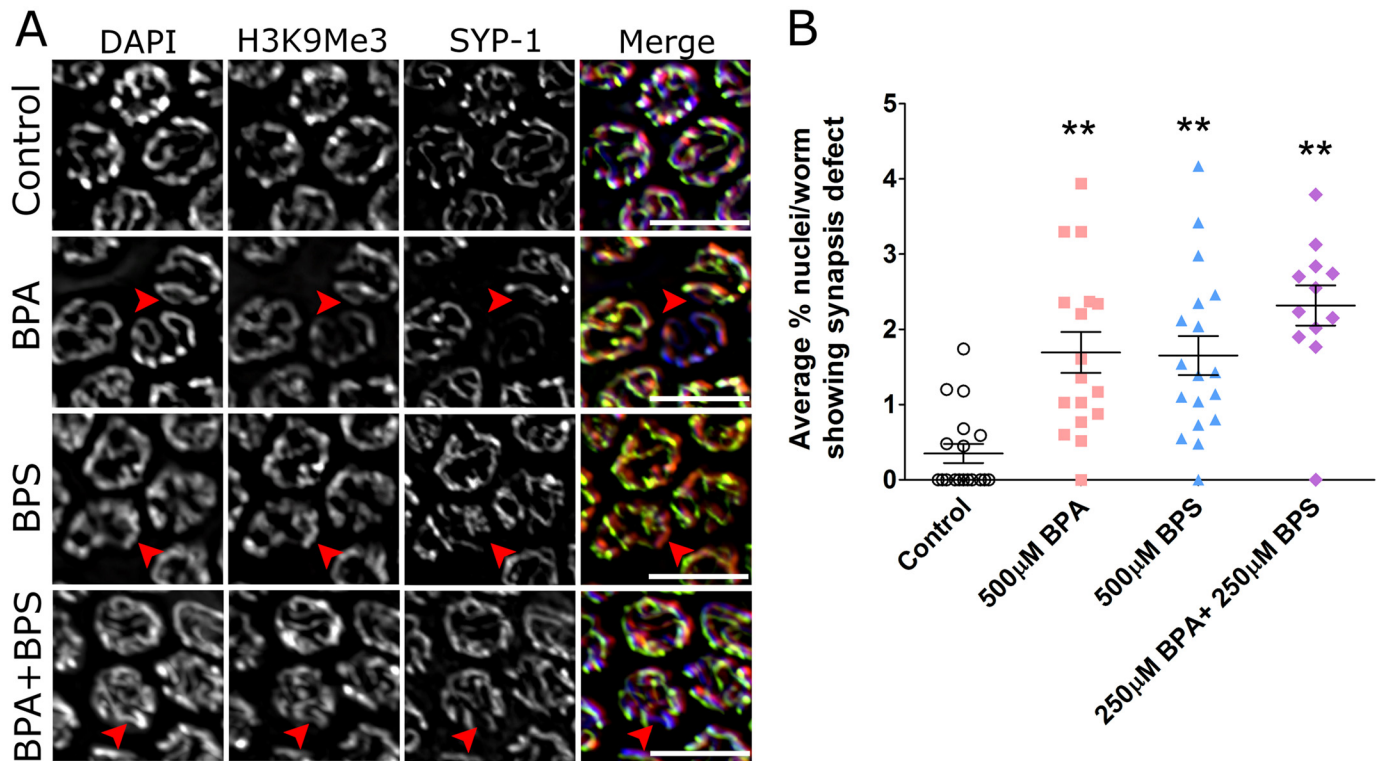 A
DAPI
H3K9Me3
SYP-1
Merge
Control
BPA
BPS
BPA+BPS
B
Average % nuclei/worm
showing synapsis defect
5
4
3
2
1
0
**
**
**
Control
500μM BPA
500μM BPS
250μM BPA+ 250μM BPS